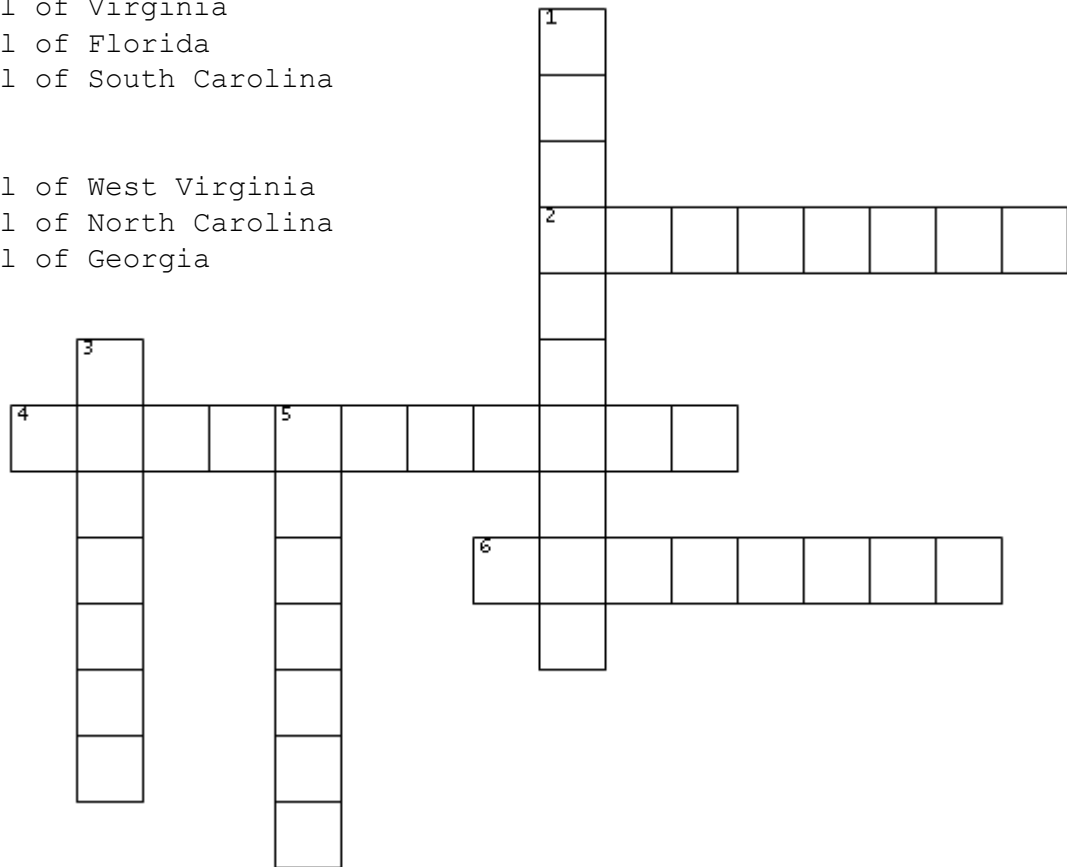 l of Virginia
l of Florida
l of South Carolina
l of West Virginia
l of North Carolina
l of Georgia
1
2
3
4 5
6